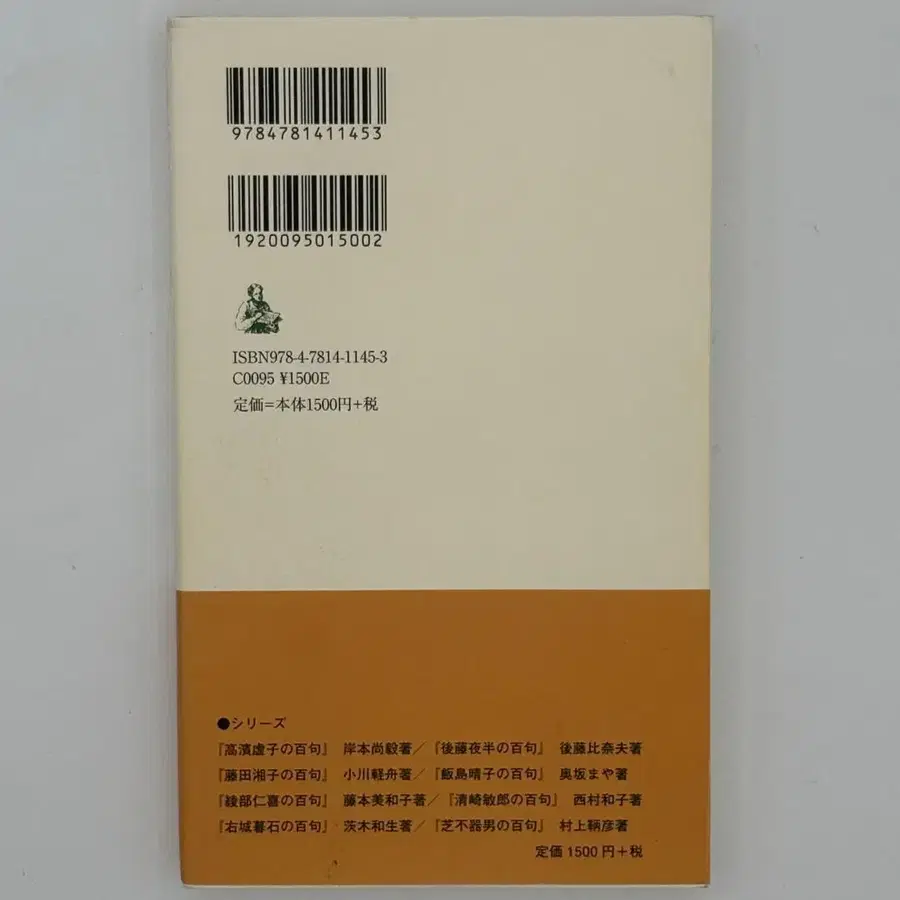 9784781411453
1920095015002
ISBN978-4-7814-1145-3
C0095 ¥1500E
定価=本体1500円+税
●シリーズ
『高濱虚子の百句』 岸本尚毅著／『後藤夜半の百句』 後藤比奈夫著
『藤田湘子の百句』 小川軽舟著／『飯島晴子の百句』 奥坂まや著
『綾部仁喜の百句』 藤本美和子著／『清崎敏郎の百句』 西村和子著
『右城暮石の百句』 茨木和生著／『芝不器男の百句』 村上鞆彦著
定価1500円+税